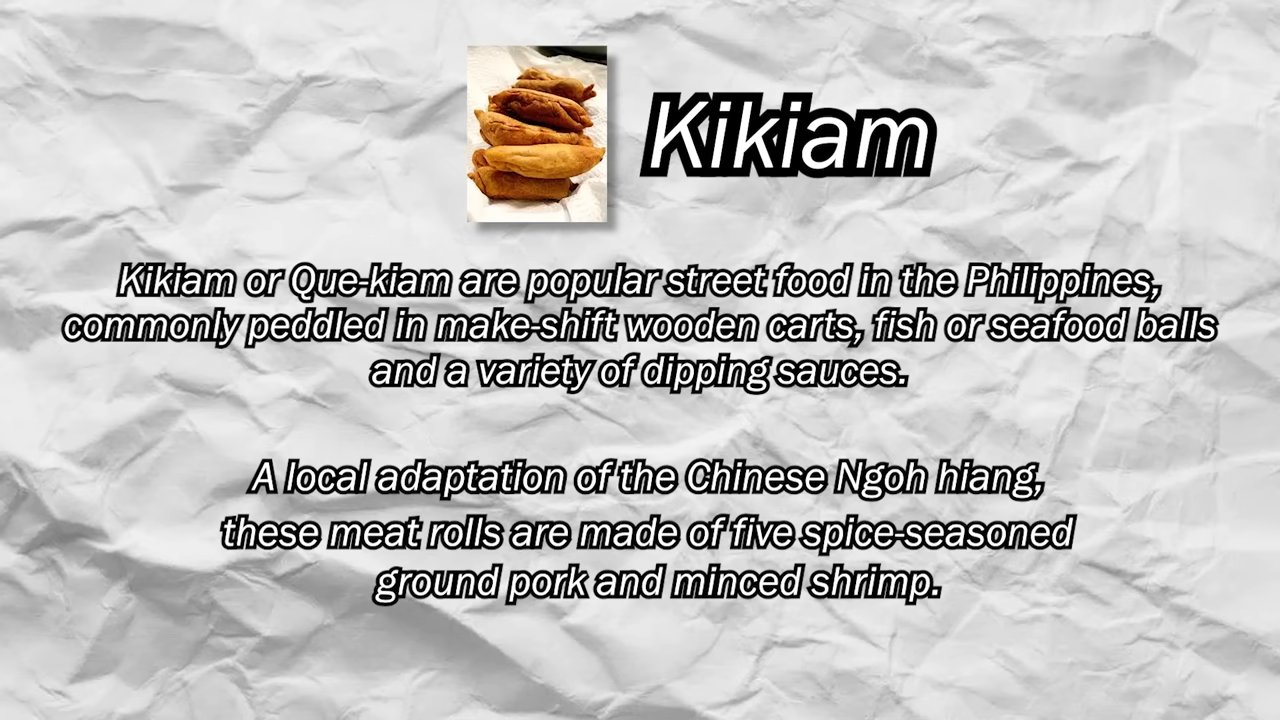 Kikiam
Kikiam or Que-kiam are popular street food in the Philippines,
commonly peddled in make-shift wooden carts, fish or seafood balls
and a variety of dipping sauces.
A local adaptation of the Chinese Ngoh hiang,
these meat rolls are made of five spice-seasoned
ground pork and minced shrimp.